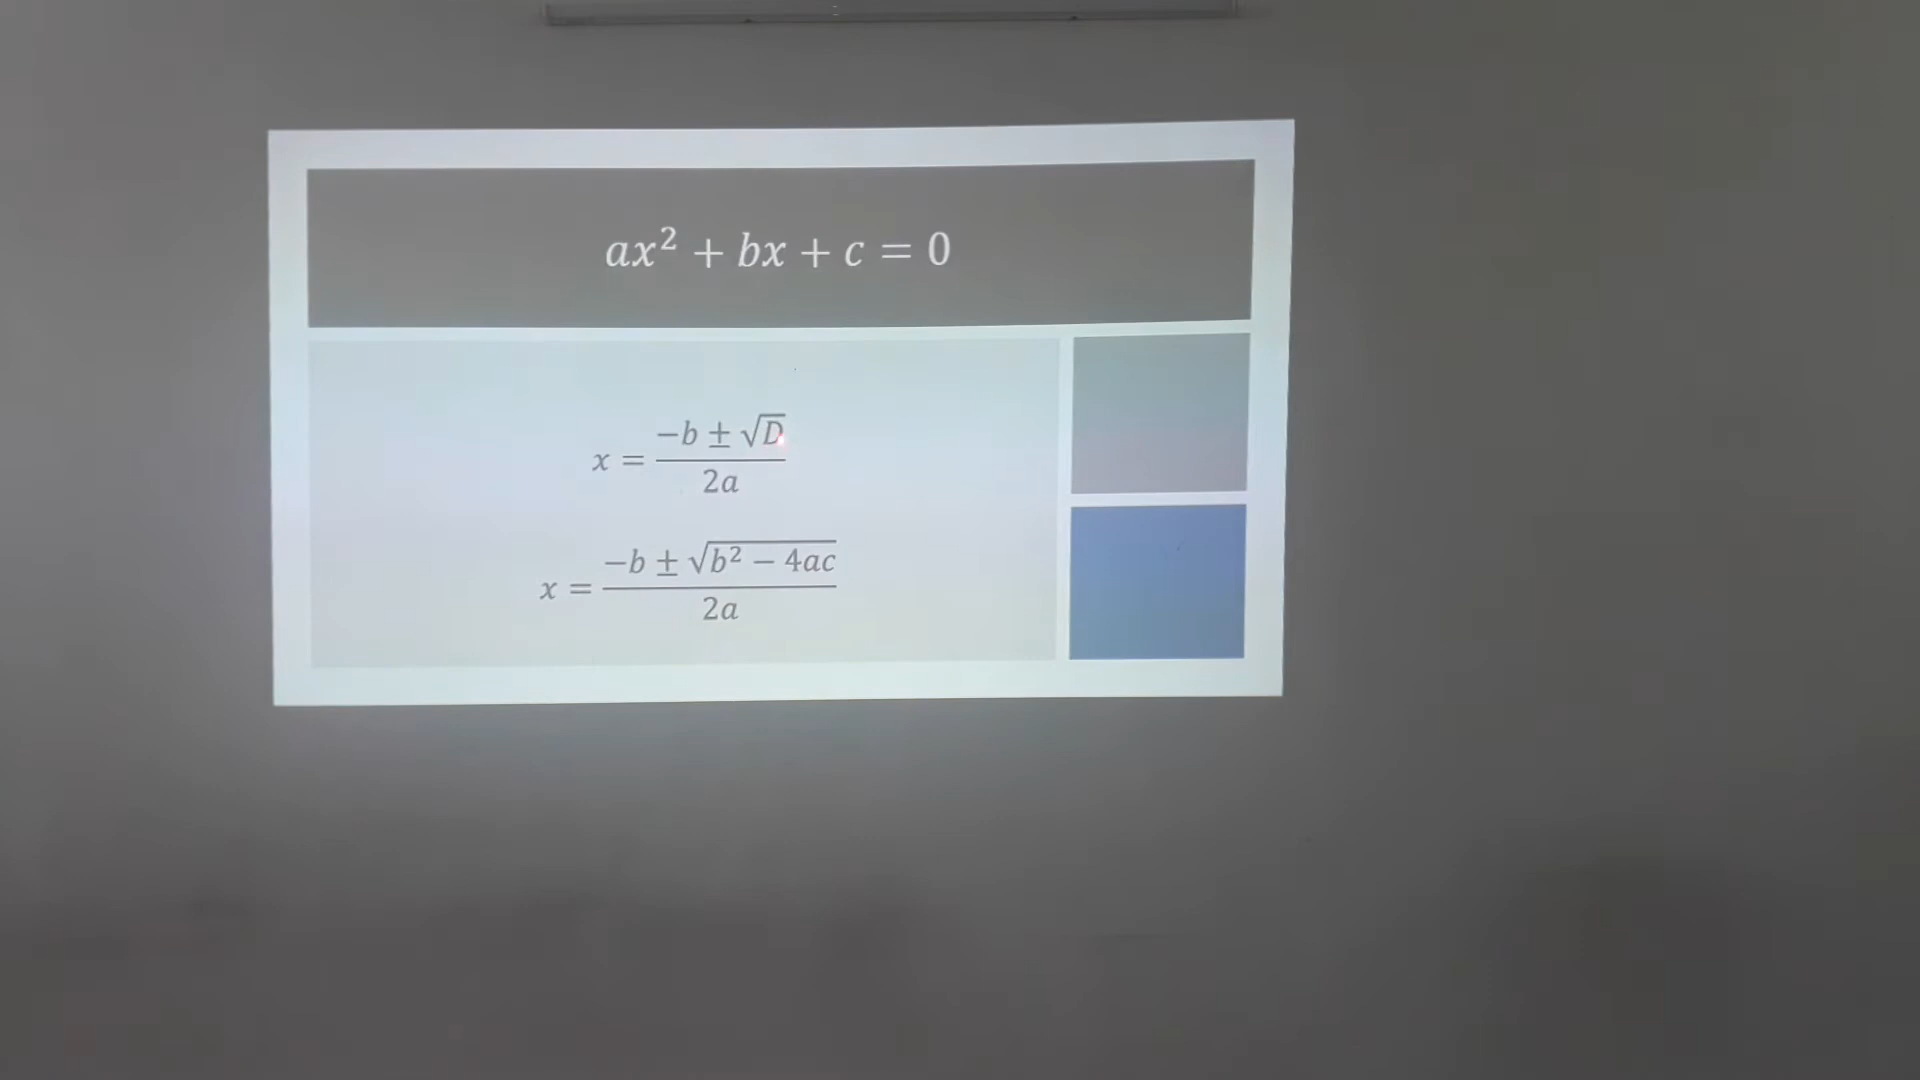 ax² + bx + c = 0
x = (−b ± √D) / 2a
x = (−b ± √(b² − 4ac)) / 2a